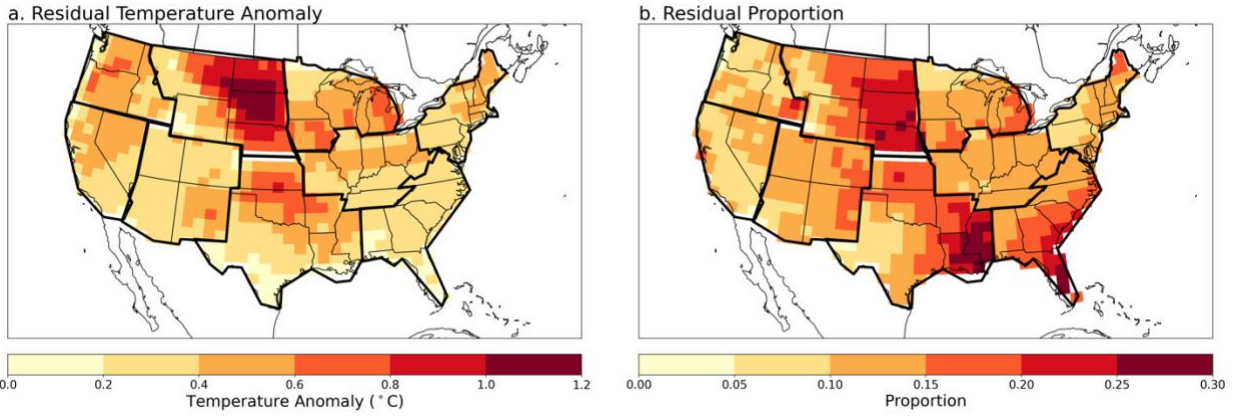 a. Residual Temperature Anomaly
b. Residual Proportion
0.0 0.2 0.4 0.6 0.8 1.0 1.2
Temperature Anomaly (°C)
0.00 0.05 0.10 0.15 0.20 0.25 0.30
Proportion